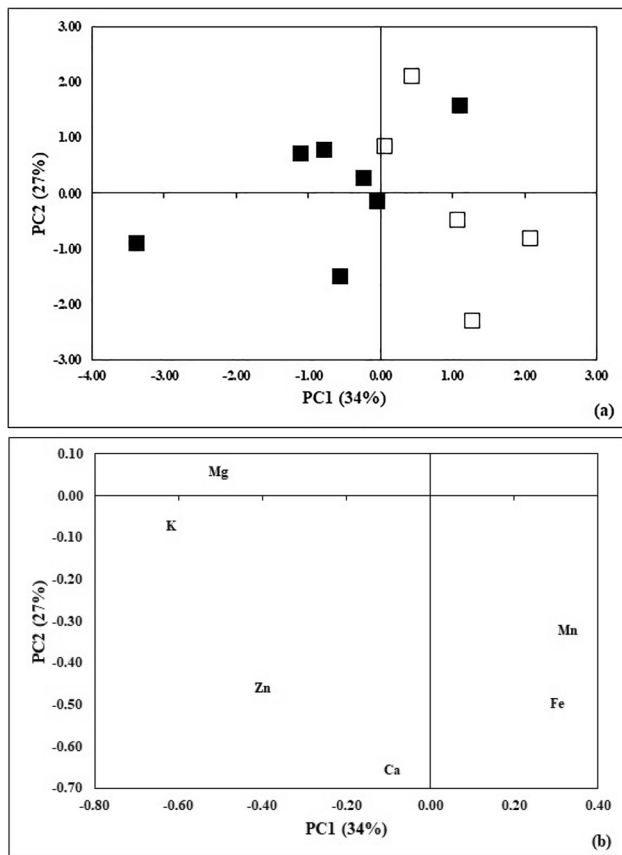 3.00
2.00
1.00
0.00
-1.00
-2.00
-3.00
PC2 (27%)
-4.00 -3.00 -2.00 -1.00 0.00 1.00 2.00 3.00
PC1 (34%)
(a)
0.10
0.00
-0.10
-0.20
-0.30
-0.40
-0.50
-0.60
-0.70
PC2 (27%)
Mg
K
Mn
Zn
Fe
Ca
-0.80 -0.60 -0.40 -0.20 0.00 0.20 0.40
PC1 (34%)
(b)